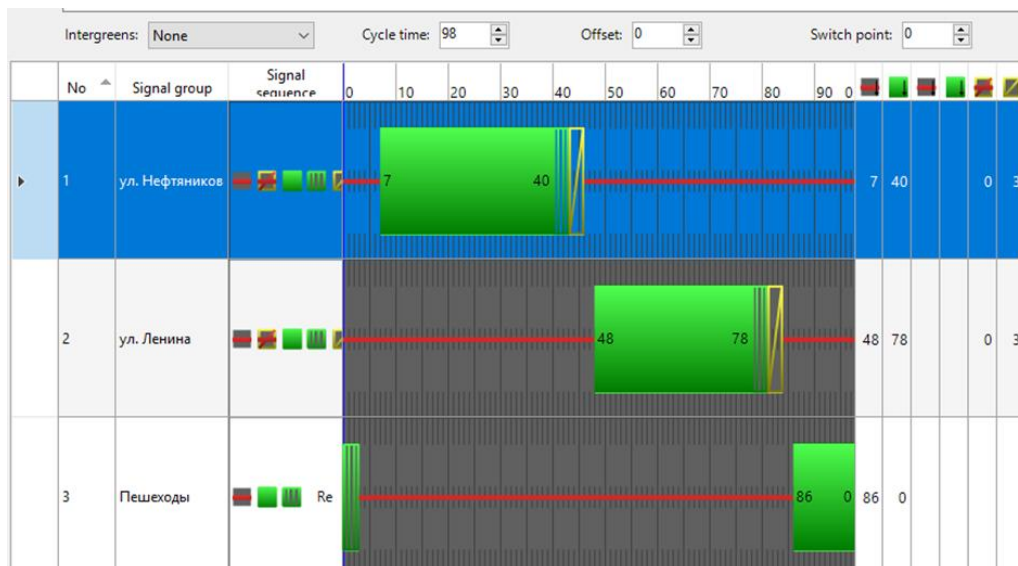 Intergreens: None Cycle time: 98 Offset: 0 Switch point: 0
No Signal group Signal sequence 0 10 20 30 40 50 60 70 80 90 0
1 ул. Нефтяников 7 40 7 40 0 3
2 ул. Ленина 48 78 48 78 0 3
3 Пешеходы Re 86 0 86 0